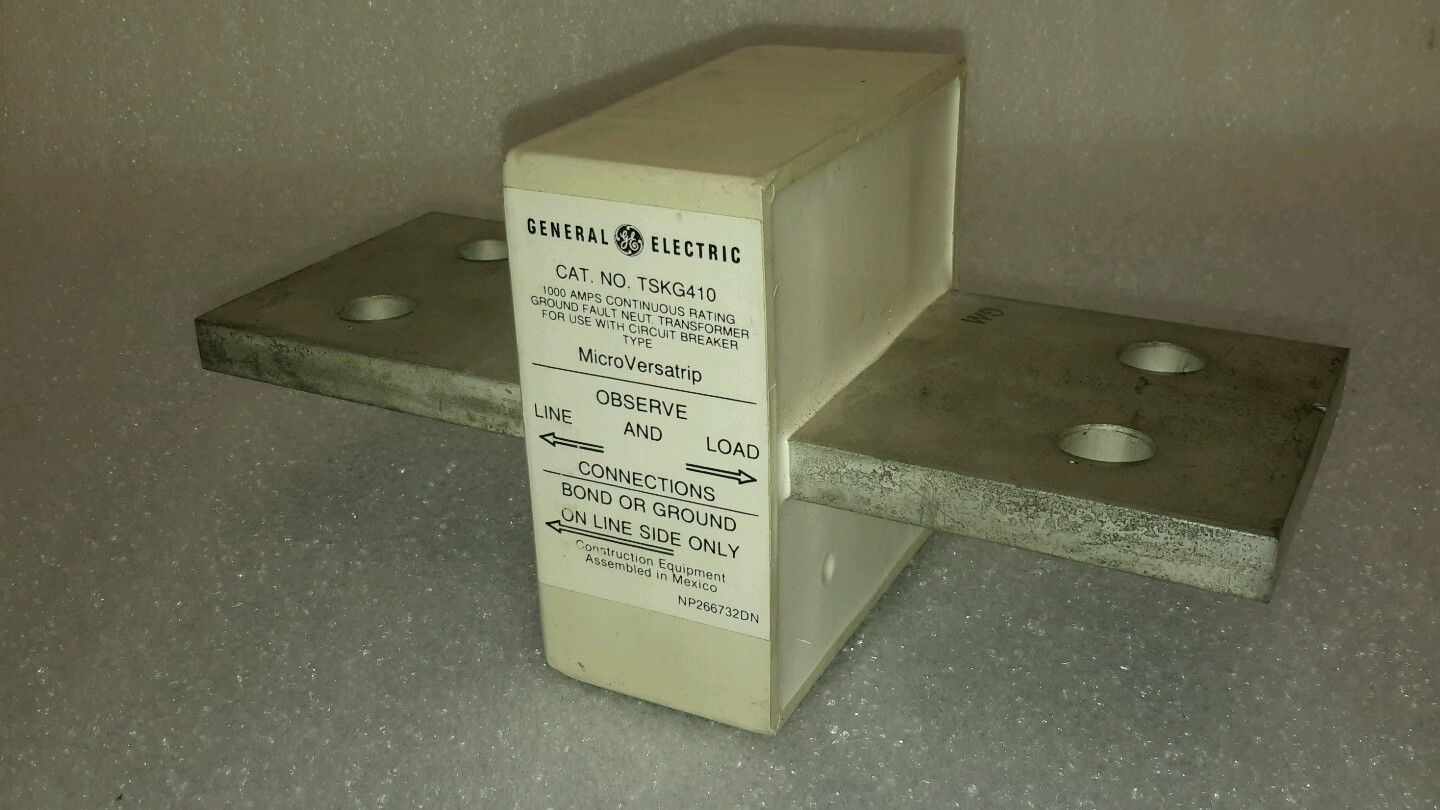 GENERAL GE ELECTRIC
CAT. NO. TSKG410
1000 AMPS CONTINUOUS RATING
GROUND FAULT NEUT. TRANSFORMER
FOR USE WITH CIRCUIT BREAKER
TYPE
MicroVersatrip
OBSERVE
LINE AND LOAD
CONNECTIONS
BOND OR GROUND
ON LINE SIDE ONLY
Construction Equipment
Assembled in Mexico
NP266732DN